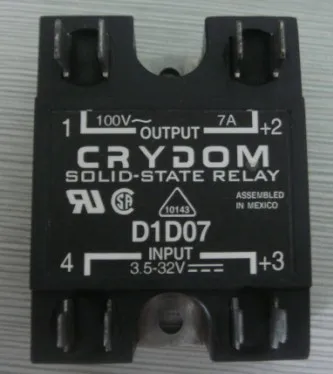 100V~ 7A
1 OUTPUT +2
CRYDOM
SOLID-STATE RELAY
ASSEMBLED
IN MEXICO
10143
D1D07
INPUT
4 3.5-32V⎓ +3